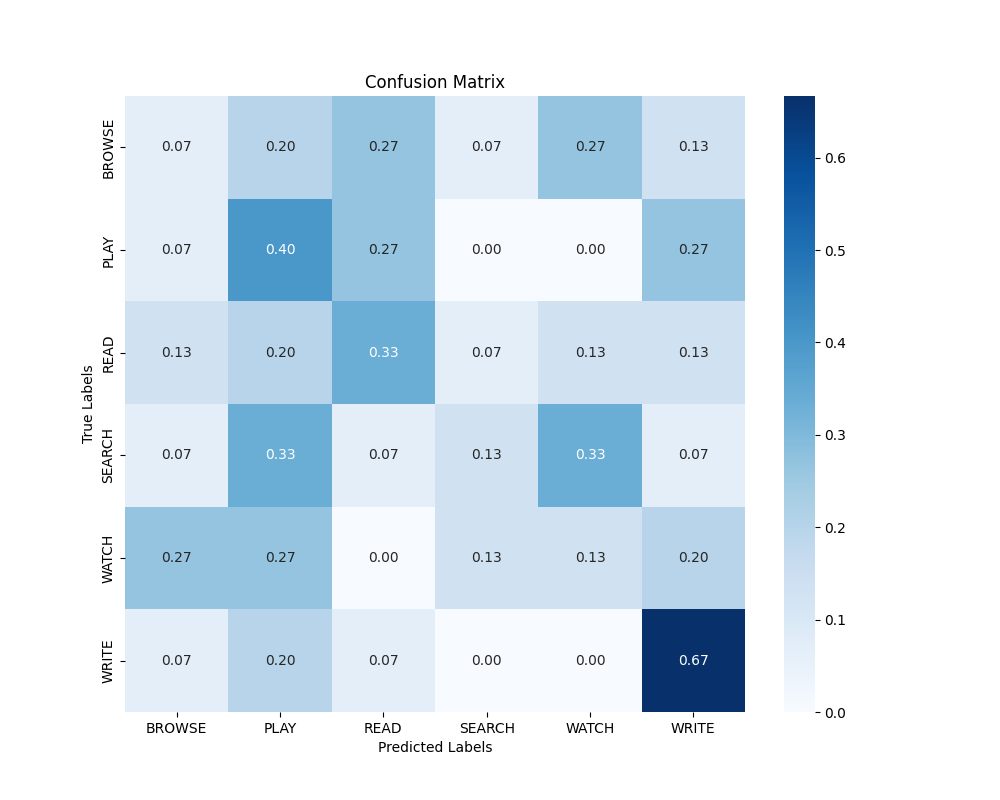 Confusion Matrix
True Labels
BROWSE 0.07 0.20 0.27 0.07 0.27 0.13
PLAY 0.07 0.40 0.27 0.00 0.00 0.27
READ 0.13 0.20 0.33 0.07 0.13 0.13
SEARCH 0.07 0.33 0.07 0.13 0.33 0.07
WATCH 0.27 0.27 0.00 0.13 0.13 0.20
WRITE 0.07 0.20 0.07 0.00 0.00 0.67
BROWSE PLAY READ SEARCH WATCH WRITE
Predicted Labels
0.6
0.5
0.4
0.3
0.2
0.1
0.0